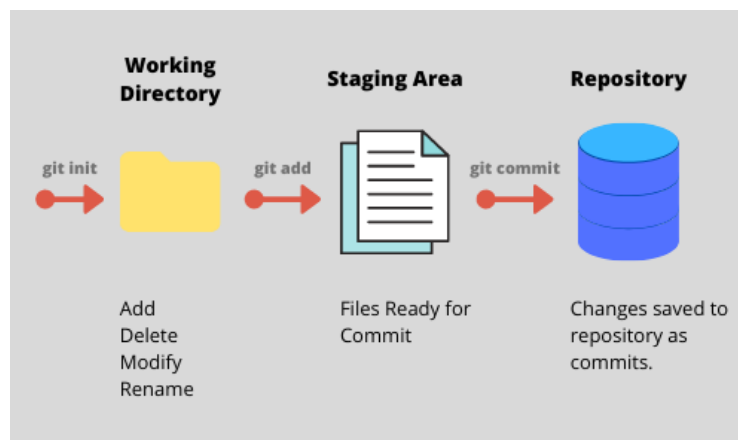 Working
Directory
Staging Area
Repository
git init
git add
git commit
Add
Delete
Modify
Rename
Files Ready for
Commit
Changes saved to
repository as
commits.